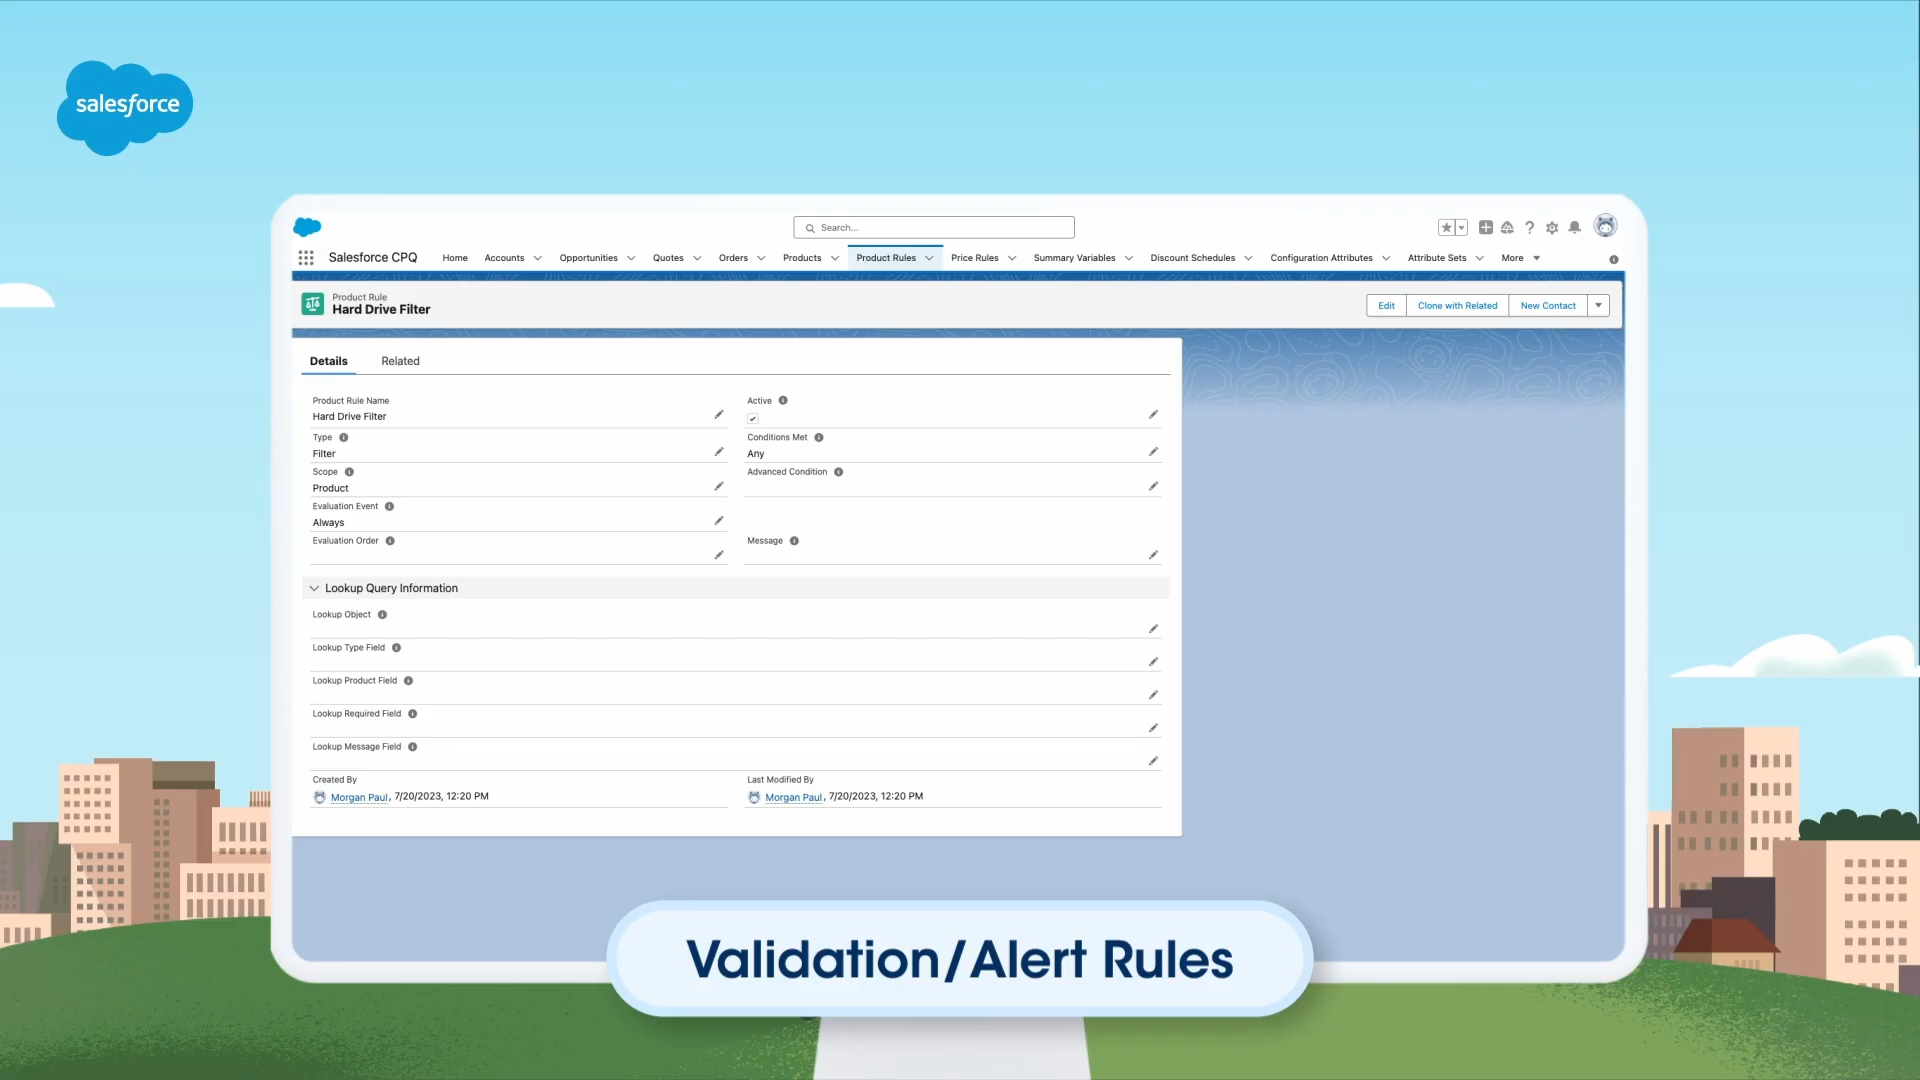 salesforce
Search...
Salesforce CPQ Home Accounts Opportunities Quotes Orders Products Product Rules Price Rules Summary Variables Discount Schedules Configuration Attributes Attribute Sets More
Product Rule
Hard Drive Filter
Edit Clone with Related New Contact
Details Related
Product Rule Name
Hard Drive Filter
Active
Type
Filter
Conditions Met
Any
Scope
Product
Advanced Condition
Evaluation Event
Always
Evaluation Order
Message
Lookup Query Information
Lookup Object
Lookup Type Field
Lookup Product Field
Lookup Required Field
Lookup Message Field
Created By
Morgan Paul, 7/20/2023, 12:20 PM
Last Modified By
Morgan Paul, 7/20/2023, 12:20 PM
Validation/Alert Rules